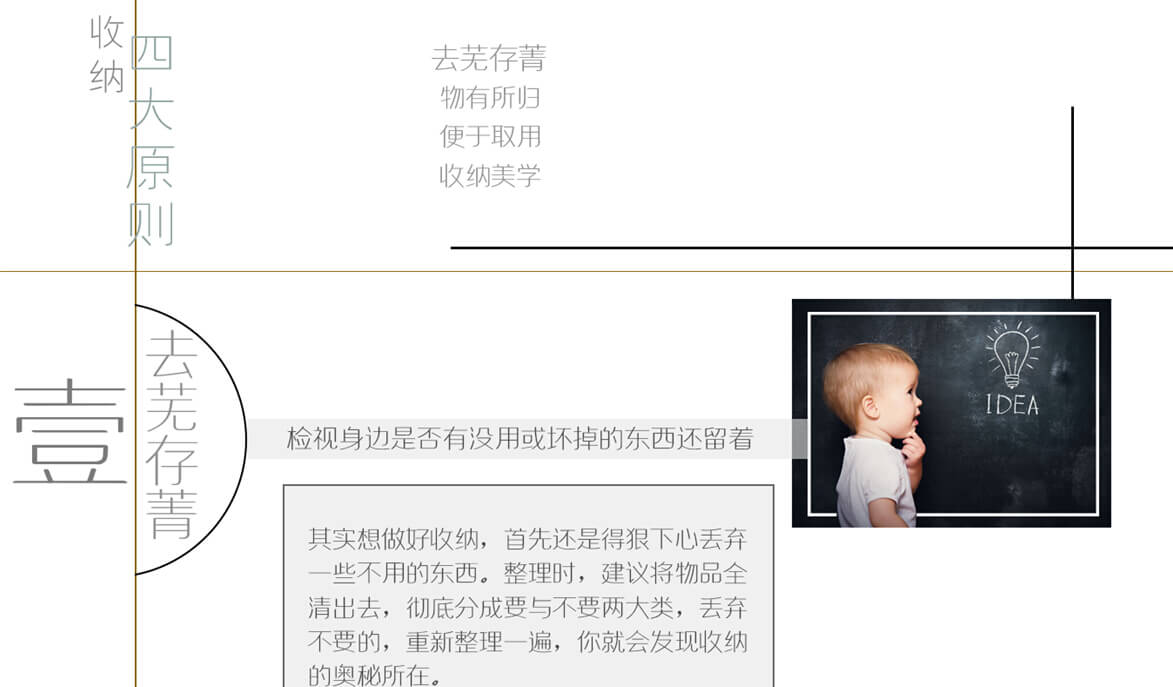 收纳
四大原则
去芜存菁
物有所归
便于取用
收纳美学
壹
去芜存菁
检视身边是否有没用或坏掉的东西还留着
IDEA
其实想做好收纳，首先还是得狠下心丢弃
一些不用的东西。整理时，建议将物品全
清出去，彻底分成要与不要两大类，丢弃
不要的，重新整理一遍，你就会发现收纳
的奥秘所在。